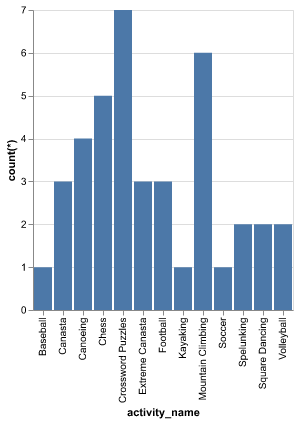 7
6
5
4
3
2
1
0
count(*)
Baseball
Canasta
Canoeing
Chess
Crossword Puzzles
Extreme Canasta
Football
Kayaking
Mountain Climbing
Soccer
Spelunking
Square Dancing
Volleyball
activity_name